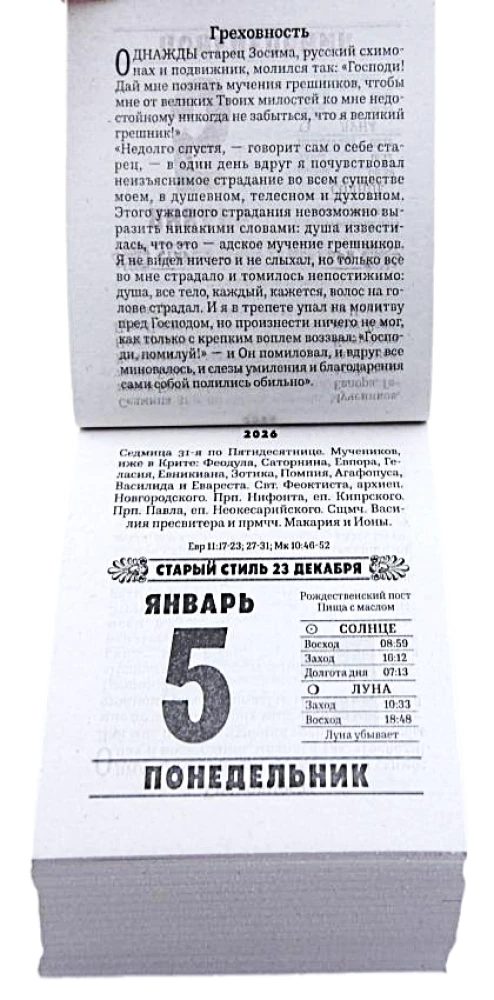 Греховность
ОДНАЖДЫ старец Зосима, русский схимо-
нах и подвижник, молился так: «Господи!
Дай мне познать мучения грешников, чтобы
мне от великих Твоих милостей ко мне недо-
стойному никогда не забыться, что я великий
грешник!»
«Недолго спустя, — говорит сам о себе ста-
рец, — в один день вдруг я почувствовал
неизъяснимое страдание во всем существе
моем, в душевном, телесном и духовном.
Этого ужасного страдания невозможно вы-
разить никакими словами: душа извести-
лась, что это — адское мучение грешников.
Я не видел ничего и не слыхал, но только все
во мне страдало и томилось непостижимо:
душа, все тело, каждый, кажется, волос на го-
лове страдал. И я в трепете упал на молитву
пред Господом, но произнести ничего не мог,
как только с крепким воплем воззвал: «Госпо-
ди, помилуй!» — и Он помиловал, и вдруг все
миновалось, и слезы умиления и благодарения
сами собой полились обильно».
2026
Седмица 31-я по Пятидесятнице. Мучеников,
иже в Крите: Феодула, Саторнина, Евпора, Ге-
ласия, Евникиана, Зотика, Помпия, Агафопуса,
Василида и Евареста. Свт. Феоктиста, архиеп.
Новгородского. Прп. Нифонта, еп. Кипрского.
Прп. Павла, еп. Неокесарийского. Сщмч. Васи-
лия пресвитера и прмчч. Макария и Ионы.
Евр 11:17-23; 27-31; Мк 10:46-52
СТАРЫЙ СТИЛЬ 23 ДЕКАБРЯ
ЯНВАРЬ
5
Рождественский пост
Пища с маслом
СОЛНЦЕ
Восход 08:59
Заход 16:12
Долгота дня 07:13
ЛУНА
Заход 10:33
Восход 18:48
Луна убывает
ПОНЕДЕЛЬНИК